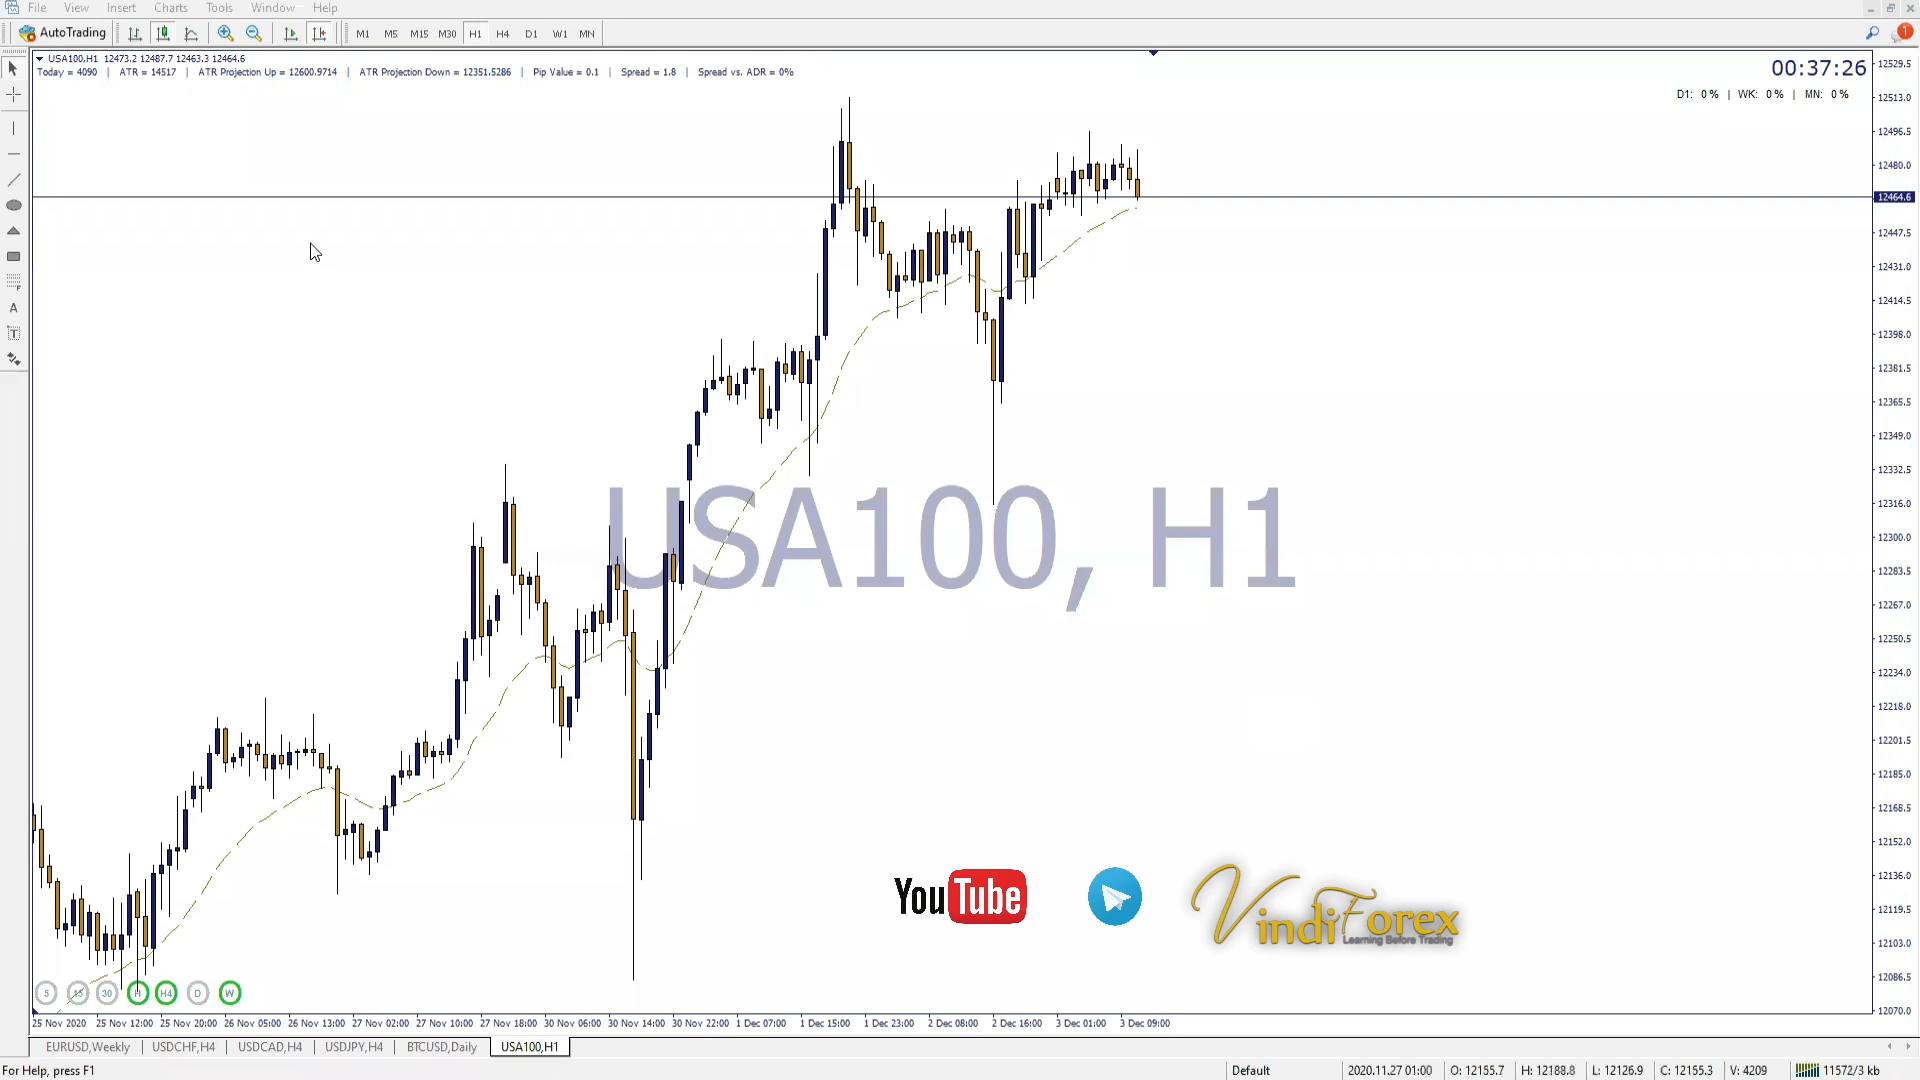 File View Insert Charts Tools Window Help
AutoTrading M1 M5 M15 M30 H1 H4 D1 W1 MN 1
USA100,H1 12473.2 12487.7 12463.3 12464.6
Today = 4090 | ATR = 14517 | ATR Projection Up = 12600.9714 | ATR Projection Down = 12351.5286 | Pip Value = 0.1 | Spread = 1.8 | Spread vs. ADR = 0%
00:37:26
D1: 0 % | WK: 0 % | MN: 0 %
12529.5
12513.0
12496.5
12480.0
12464.6
12447.5
12431.0
12414.5
12398.0
12381.5
12365.5
12349.0
12332.5
12316.0
12300.0
12283.5
12267.0
12250.5
12234.0
12218.0
12201.5
12185.0
12168.5
12152.0
12136.0
12119.5
12103.0
12086.5
12070.0
F
A
T
USA100, H1
YouTube
VindiForex
Learning Before Trading
5 15 30 H H4 D W
25 Nov 2020 25 Nov 12:00 25 Nov 20:00 26 Nov 05:00 26 Nov 13:00 27 Nov 02:00 27 Nov 10:00 27 Nov 18:00 30 Nov 06:00 30 Nov 14:00 30 Nov 22:00 1 Dec 07:00 1 Dec 15:00 1 Dec 23:00 2 Dec 08:00 2 Dec 16:00 3 Dec 01:00 3 Dec 09:00
EURUSD,Weekly USDCHF,H4 USDCAD,H4 USDJPY,H4 BTCUSD,Daily USA100,H1
For Help, press F1 Default 2020.11.27 01:00 O: 12155.7 H: 12188.8 L: 12126.9 C: 12155.3 V: 4209 11572/3 kb